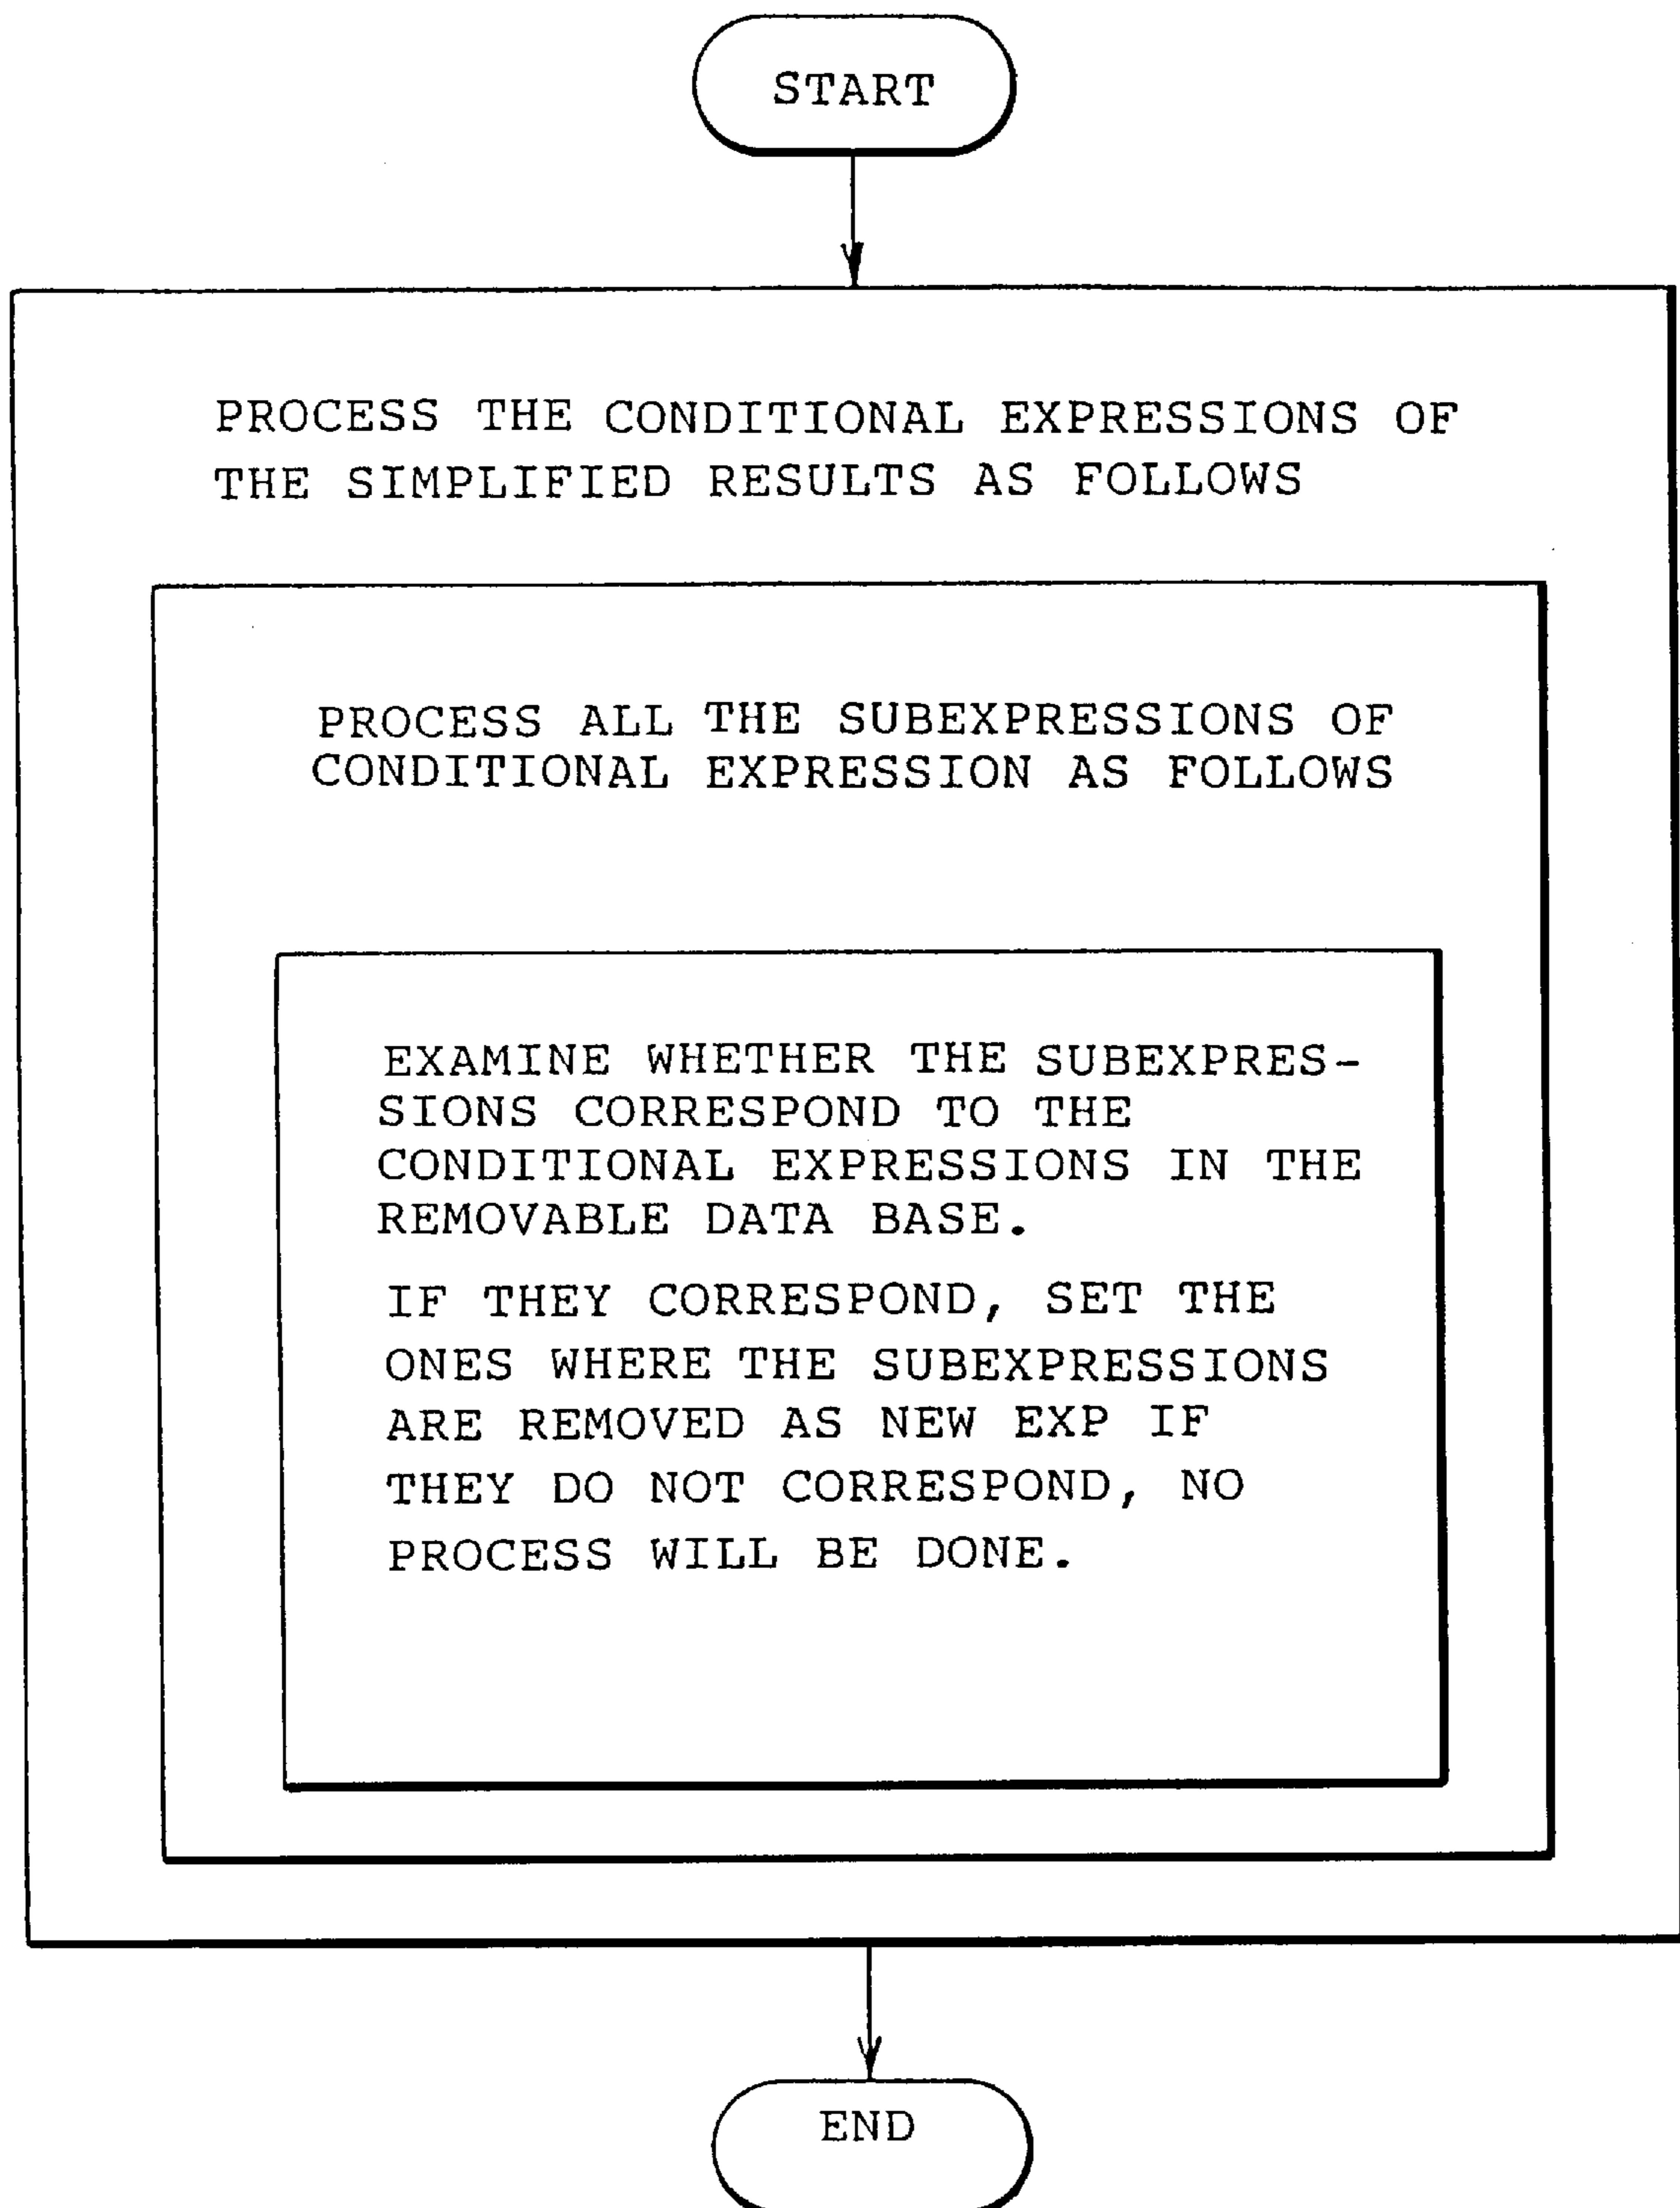 START
PROCESS THE CONDITIONAL EXPRESSIONS OF
THE SIMPLIFIED RESULTS AS FOLLOWS
PROCESS ALL THE SUBEXPRESSIONS OF
CONDITIONAL EXPRESSION AS FOLLOWS
EXAMINE WHETHER THE SUBEXPRES-
SIONS CORRESPOND TO THE
CONDITIONAL EXPRESSIONS IN THE
REMOVABLE DATA BASE.
IF THEY CORRESPOND, SET THE
ONES WHERE THE SUBEXPRESSIONS
ARE REMOVED AS NEW EXP IF
THEY DO NOT CORRESPOND, NO
PROCESS WILL BE DONE.
END